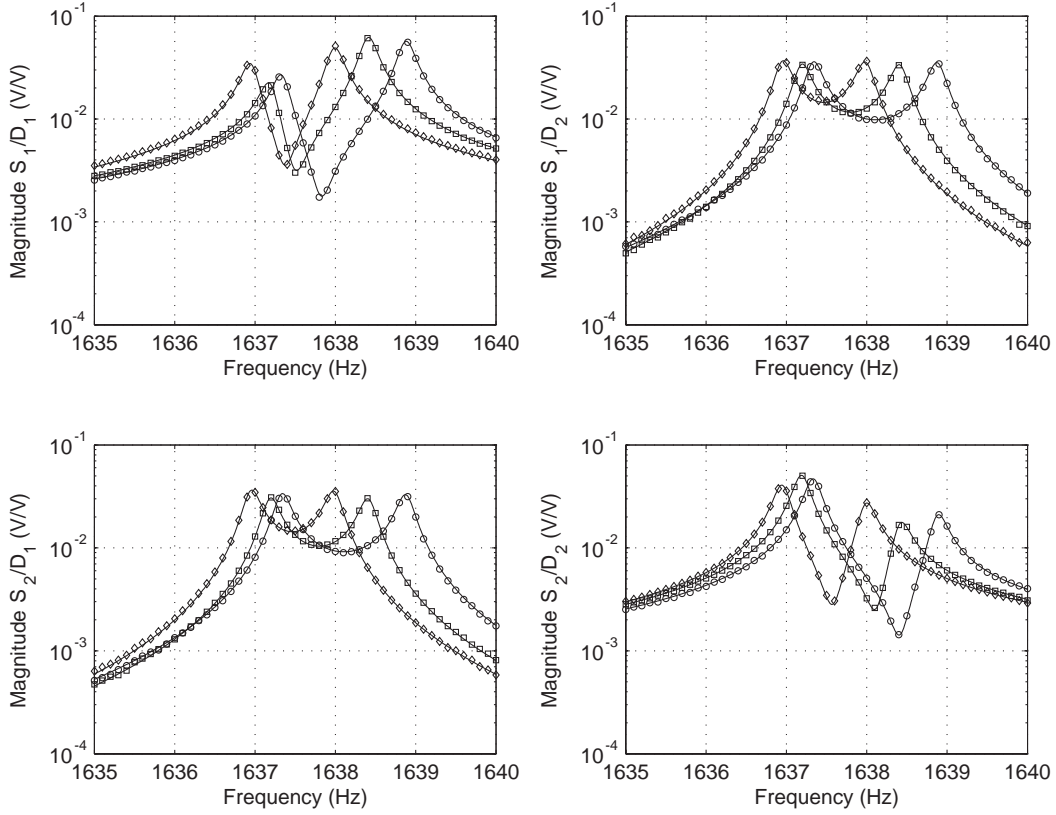 10^-1
10^-2
10^-3
10^-4
Magnitude S_1/D_1 (V/V)
1635 1636 1637 1638 1639 1640
Frequency (Hz)
10^-1
10^-2
10^-3
10^-4
Magnitude S_1/D_2 (V/V)
1635 1636 1637 1638 1639 1640
Frequency (Hz)
10^-1
10^-2
10^-3
10^-4
Magnitude S_2/D_1 (V/V)
1635 1636 1637 1638 1639 1640
Frequency (Hz)
10^-1
10^-2
10^-3
10^-4
Magnitude S_2/D_2 (V/V)
1635 1636 1637 1638 1639 1640
Frequency (Hz)